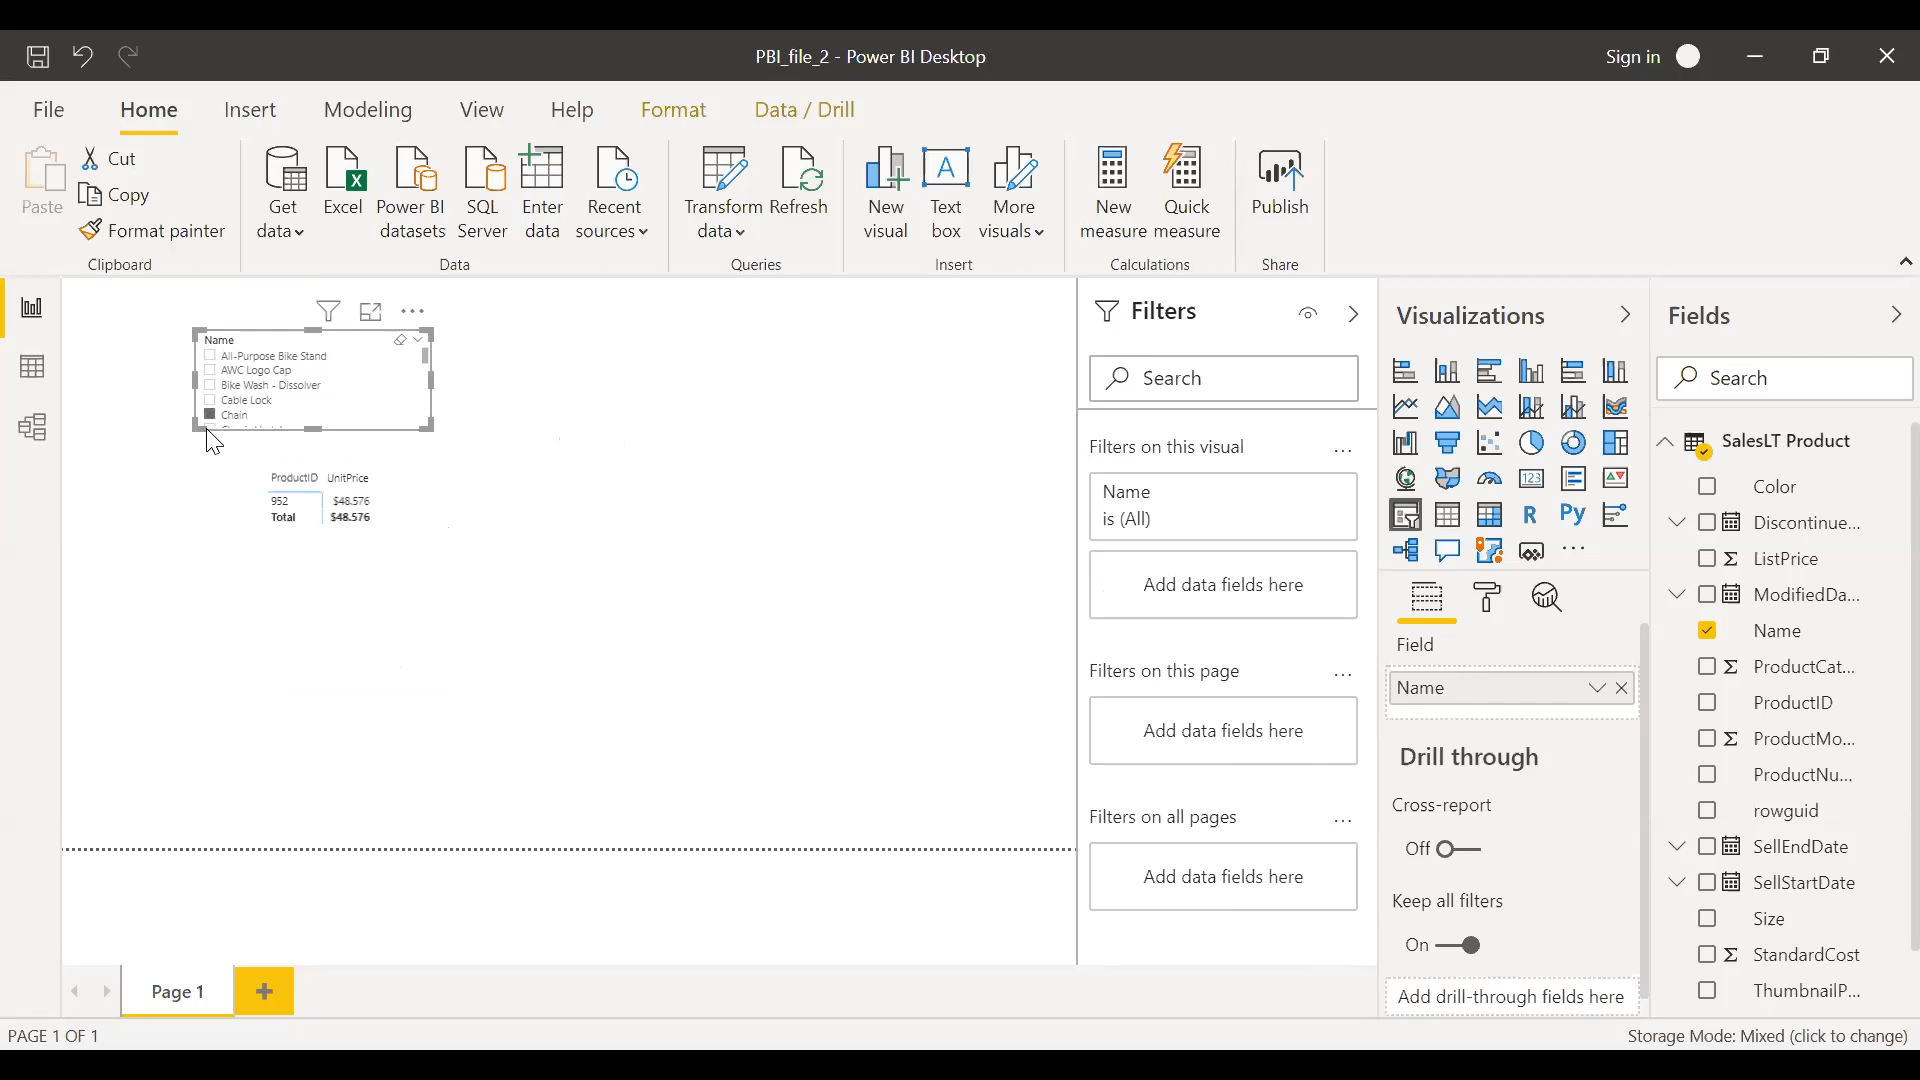 PBI_file_2 - Power BI Desktop
Sign in
File
Home
Insert
Modeling
View
Help
Format
Data / Drill
Paste
Cut
Copy
Format painter
Clipboard
Get data
Excel
Power BI datasets
SQL Server
Enter data
Recent sources
Data
Transform data
Refresh
Queries
New visual
A
Text box
More visuals
Insert
New measure
Quick measure
Calculations
Publish
Share
Name
All-Purpose Bike Stand
AWC Logo Cap
Bike Wash - Dissolver
Cable Lock
Chain
ProductID UnitPrice
952 $48.576
Total $48.576
Filters
Search
Filters on this visual
...
Name
is (All)
Add data fields here
Filters on this page
...
Add data fields here
Filters on all pages
...
Add data fields here
Visualizations
123
R
Py
...
Field
Name
Drill through
Cross-report
Off
Keep all filters
On
Add drill-through fields here
Fields
Search
SalesLT Product
Color
Discontinue...
Σ ListPrice
ModifiedDa...
Name
Σ ProductCat...
ProductID
Σ ProductMo...
ProductNu...
rowguid
SellEndDate
SellStartDate
Size
Σ StandardCost
ThumbnailP...
Page 1
PAGE 1 OF 1
Storage Mode: Mixed (click to change)